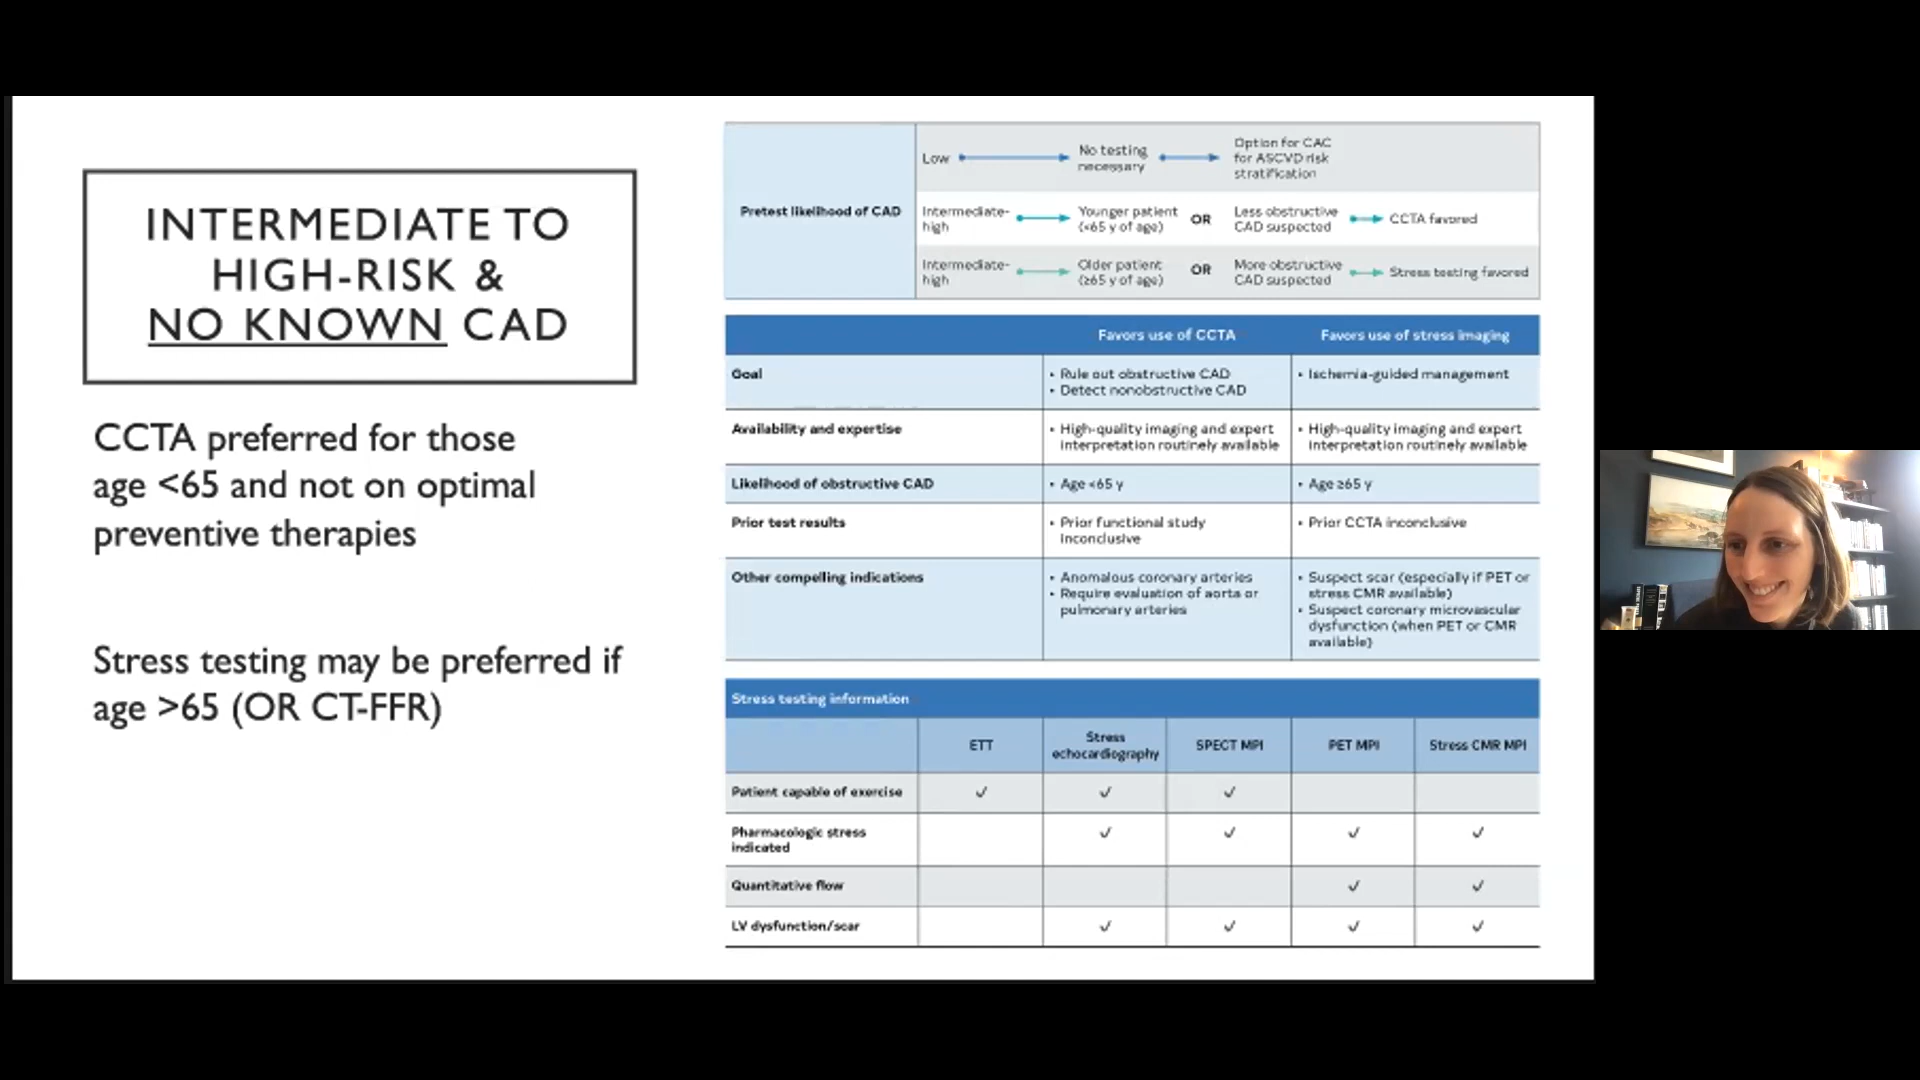 INTERMEDIATE TO
HIGH-RISK &
NO KNOWN CAD
CCTA preferred for those
age <65 and not on optimal
preventive therapies
Stress testing may be preferred if
age >65 (OR CT-FFR)
Pretest likelihood of CAD
Low
No testing
necessary
Option for CAC
for ASCVD risk
stratification
Intermediate-
high
Younger patient
(<65 y of age)
OR
Less obstructive
CAD suspected
CCTA favored
Intermediate-
high
Older patient
(≥65 y of age)
OR
More obstructive
CAD suspected
Stress testing favored
Favors use of CCTA
Favors use of stress imaging
Goal
• Rule out obstructive CAD
• Detect nonobstructive CAD
• Ischemia-guided management
Availability and expertise
• High-quality imaging and expert
interpretation routinely available
• High-quality imaging and expert
interpretation routinely available
Likelihood of obstructive CAD
• Age <65 y
• Age ≥65 y
Prior test results
• Prior functional study
inconclusive
• Prior CCTA inconclusive
Other compelling indications
• Anomalous coronary arteries
• Require evaluation of aorta or
pulmonary arteries
• Suspect scar (especially if PET or
stress CMR available)
• Suspect coronary microvascular
dysfunction (when PET or CMR
available)
Stress testing information
ETT
Stress
echocardiography
SPECT MPI
PET MPI
Stress CMR MPI
Patient capable of exercise
✓ ✓ ✓
Pharmacologic stress
indicated
✓ ✓ ✓ ✓
Quantitative flow
✓ ✓
LV dysfunction/scar
✓ ✓ ✓ ✓